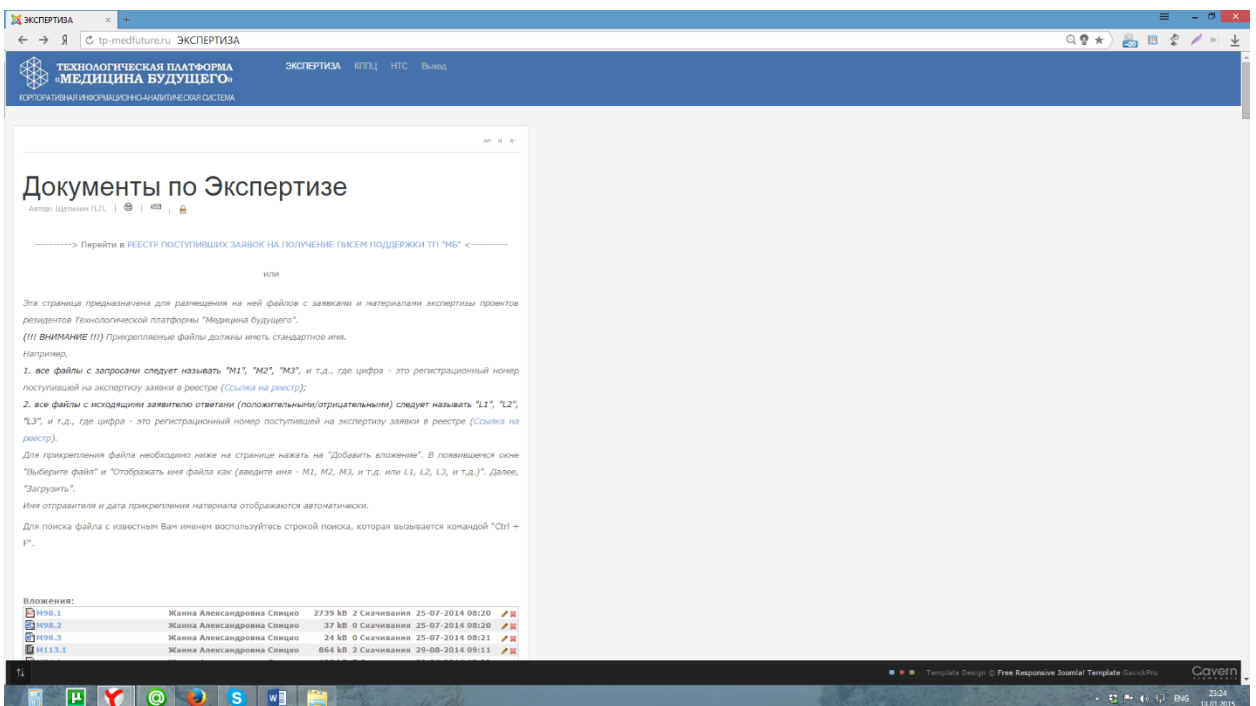 ЭКСПЕРТИЗА
tp-medfuture.ru ЭКСПЕРТИЗА
ТЕХНОЛОГИЧЕСКАЯ ПЛАТФОРМА
«МЕДИЦИНА БУДУЩЕГО»
КОРПОРАТИВНАЯ ИНФОРМАЦИОННО-АНАЛИТИЧЕСКАЯ СИСТЕМА
ЭКСПЕРТИЗА КППЦ НТС Выход
Документы по Экспертизе
Автор: Щетинин П.П.
----------> Перейти в РЕЕСТР ПОСТУПИВШИХ ЗАЯВОК НА ПОЛУЧЕНИЕ ПИСЕМ ПОДДЕРЖКИ ТП "МБ" <----------
или
Эта страница предназначена для размещения на ней файлов с заявками и материалами экспертизы проектов
резидентов Технологической платформы "Медицина будущего".
(!!! ВНИМАНИЕ !!!) Прикрепляемые файлы должны иметь стандартное имя.
Например,
1. все файлы с запросами следует называть "М1", "М2", "М3", и т.д., где цифра - это регистрационный номер
поступившей на экспертизу заявки в реестре (Ссылка на реестр);
2. все файлы с исходящими заявителю ответами (положительными/отрицательными) следует называть "L1", "L2",
"L3", и т.д., где цифра - это регистрационный номер поступившей на экспертизу заявки в реестре (Ссылка на
реестр).
Для прикрепления файла необходимо ниже на странице нажать на "Добавить вложение". В появившемся окне
"Выберите файл" и "Отображать имя файла как (введите имя - М1, М2, М3, и т.д. или L1, L2, L3, и т.д.)". Далее,
"Загрузить".
Имя отправителя и дата прикрепления материала отображаются автоматически.
Для поиска файла с известным Вам именем воспользуйтесь строкой поиска, которая вызывается командой "Ctrl +
F".
Вложения:
М98.1 Жанна Александровна Спицко 2739 kB 2 Скачивания 25-07-2014 08:20
М98.2 Жанна Александровна Спицко 37 kB 0 Скачивания 25-07-2014 08:20
М98.3 Жанна Александровна Спицко 24 kB 0 Скачивания 25-07-2014 08:21
М113.1 Жанна Александровна Спицко 864 kB 2 Скачивания 29-08-2014 09:11
Template Design © Free Responsive Joomla! Template GavickPro
Gavern
ENG
23:24
13.01.2015